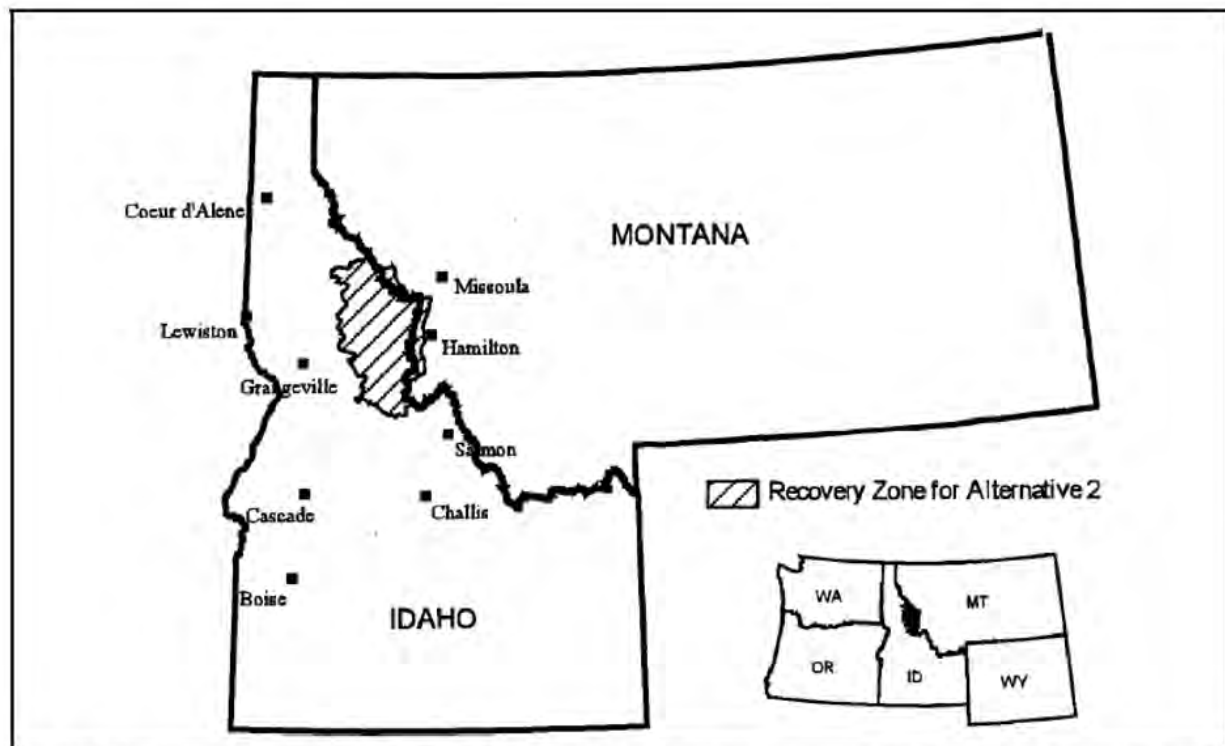 Coeur d'Alene
MONTANA
Missoula
Lewiston
Hamilton
Grangeville
Salmon
Recovery Zone for Alternative 2
Cascade
Challis
Boise
IDAHO
WA
MT
OR
ID
WY